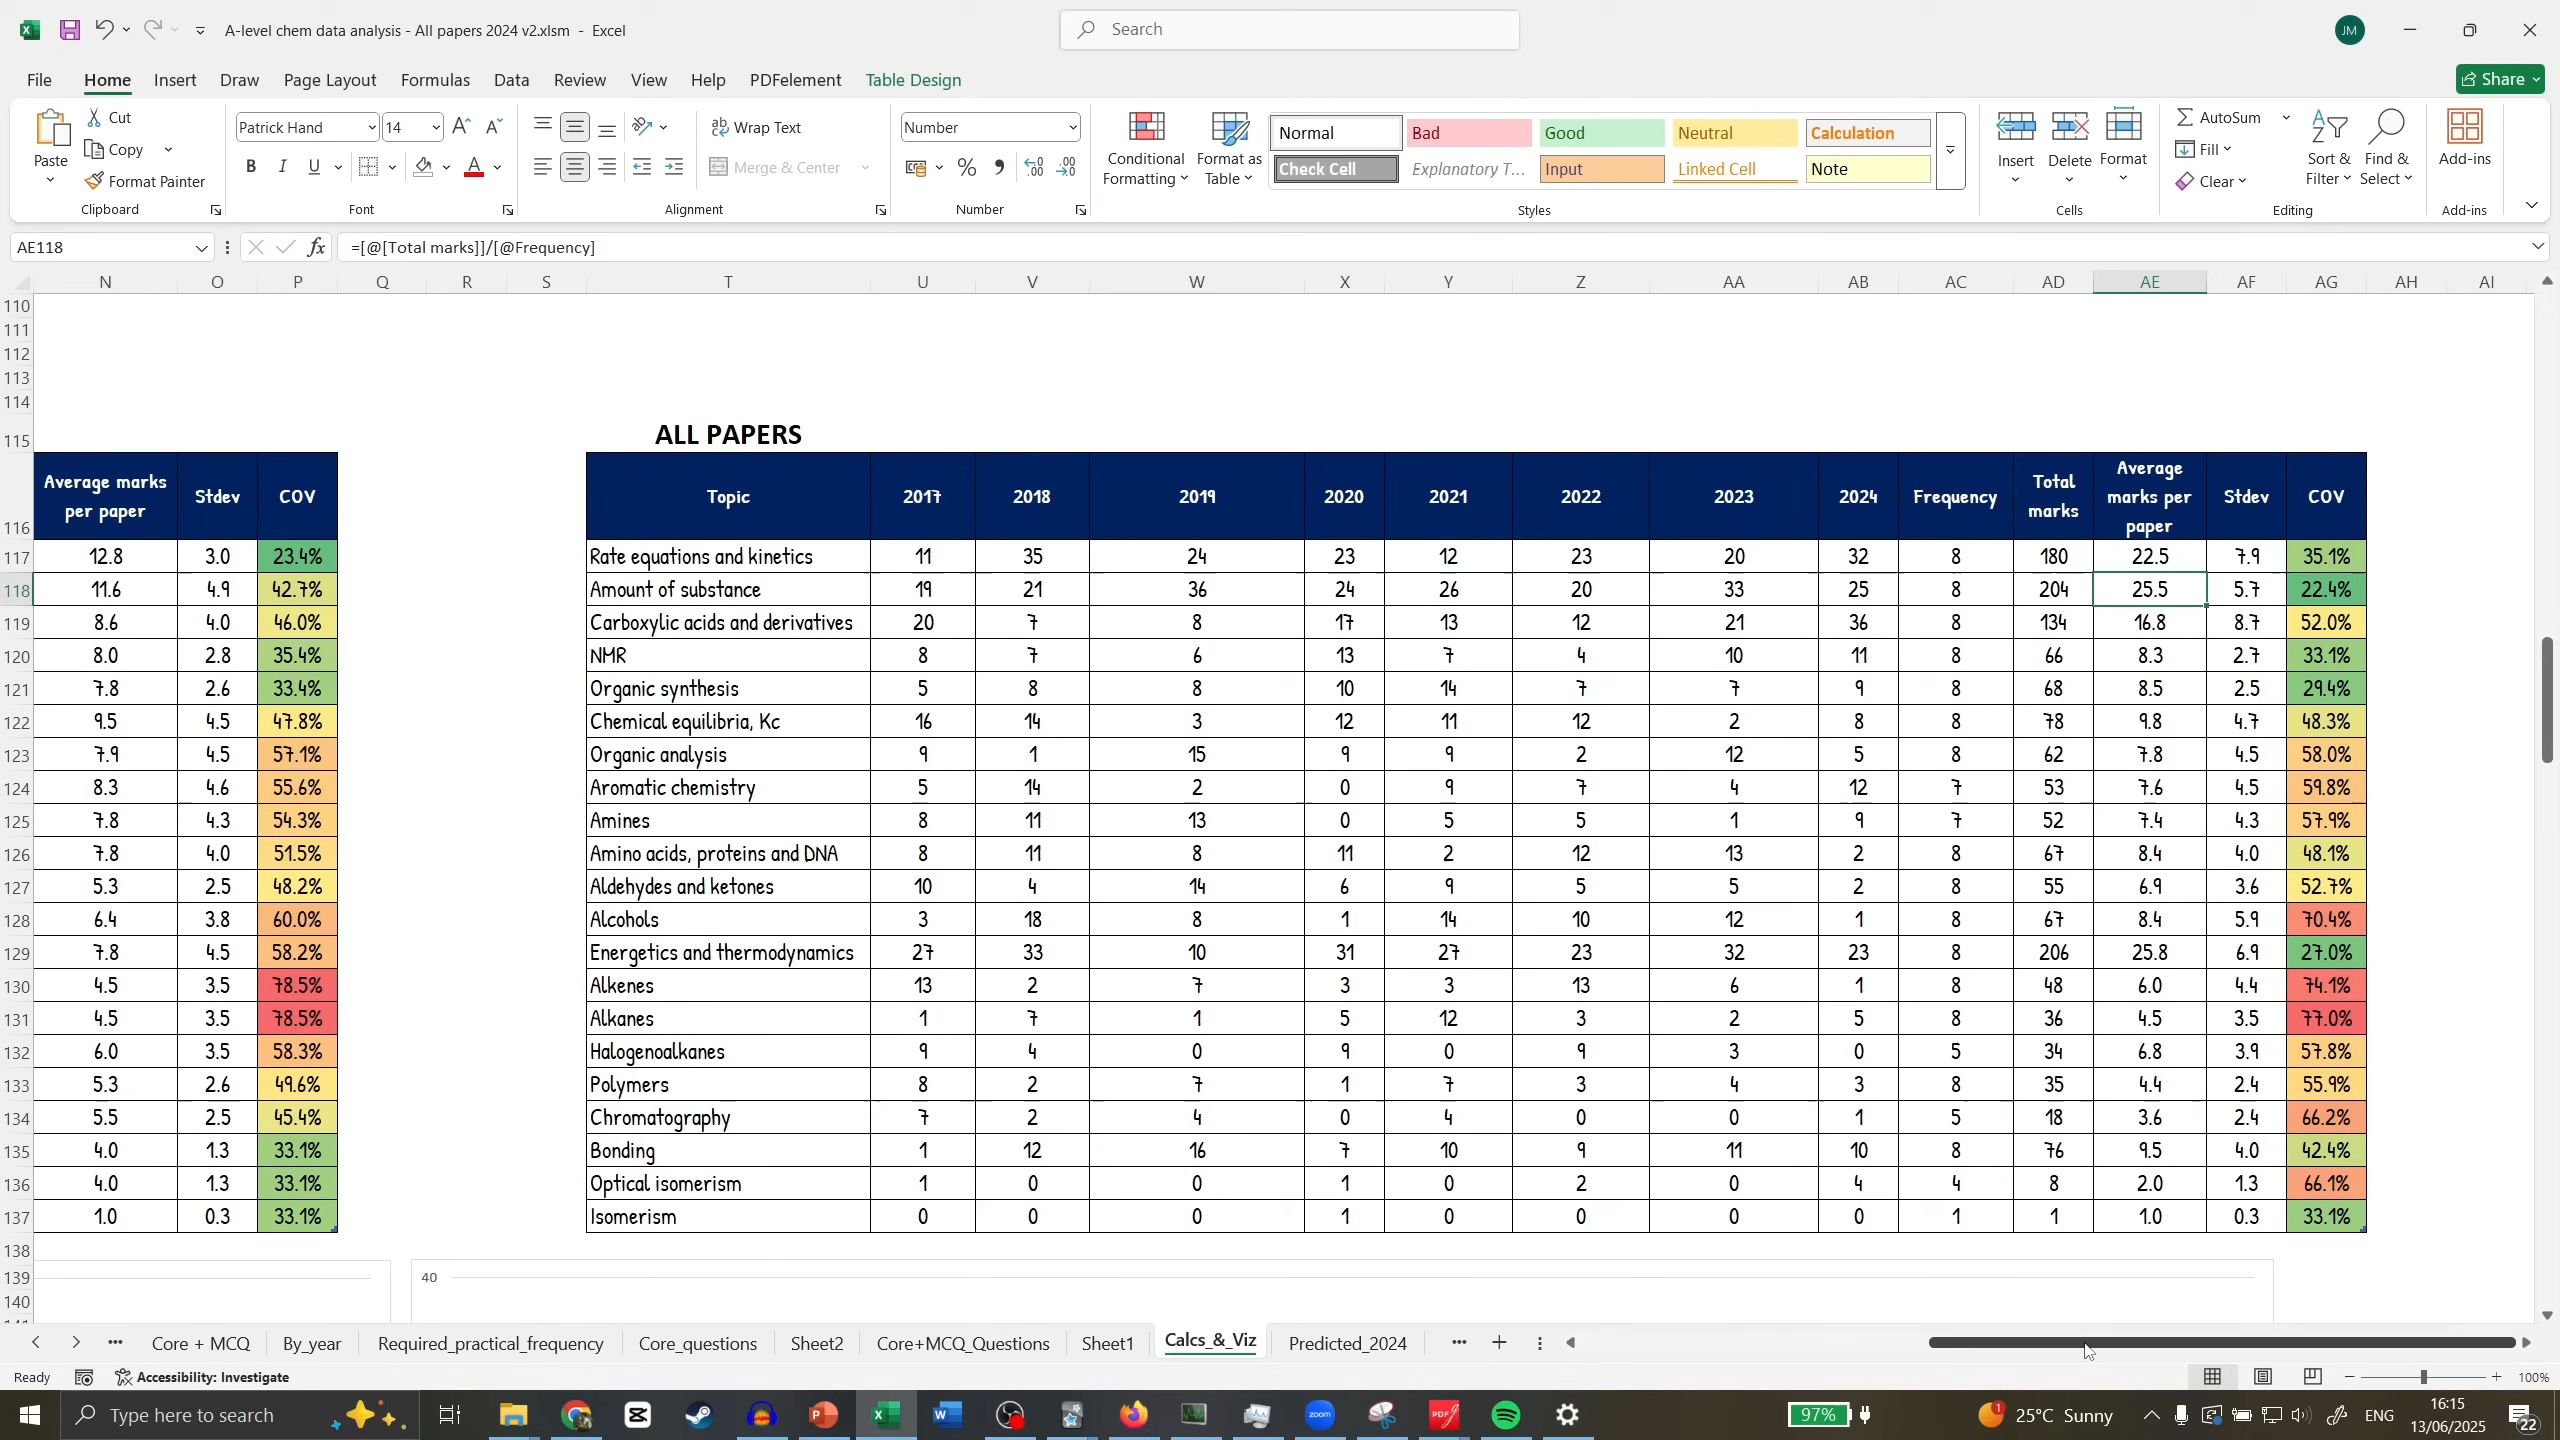 A-level chem data analysis - All papers 2024 v2.xlsm - Excel
Search
JM
File Home Insert Draw Page Layout Formulas Data Review View Help PDFelement Table Design
Share
Paste
Cut
Copy
Format Painter
Clipboard
Patrick Hand 14
B I U
Font
ab Wrap Text
Merge & Center
Alignment
Number
Number
Conditional Formatting
Format as Table
Normal Bad Good Neutral Calculation
Check Cell Explanatory T... Input Linked Cell Note
Styles
Insert Delete Format
Cells
AutoSum
Fill
Clear
Sort & Filter
Find & Select
Editing
Add-ins
Add-ins
AE118 fx =[@[Total marks]]/[@Frequency]
N O P Q R S T U V W X Y Z AA AB AC AD AE AF AG AH AI
110
111
112
113
114
115 ALL PAPERS
116 Average marks per paper Stdev COV Topic 2017 2018 2019 2020 2021 2022 2023 2024 Frequency Total marks Average marks per paper Stdev COV
117 12.8 3.0 23.4% Rate equations and kinetics 11 35 24 23 12 23 20 32 8 180 22.5 7.9 35.1%
118 11.6 4.9 42.7% Amount of substance 19 21 36 24 26 20 33 25 8 204 25.5 5.7 22.4%
119 8.6 4.0 46.0% Carboxylic acids and derivatives 20 7 8 17 13 12 21 36 8 134 16.8 8.7 52.0%
120 8.0 2.8 35.4% NMR 8 7 6 13 7 4 10 11 8 66 8.3 2.7 33.1%
121 7.8 2.6 33.4% Organic synthesis 5 8 8 10 14 7 7 9 8 68 8.5 2.5 29.4%
122 9.5 4.5 47.8% Chemical equilibria, Kc 16 14 3 12 11 12 2 8 8 78 9.8 4.7 48.3%
123 7.9 4.5 57.1% Organic analysis 9 1 15 9 9 2 12 5 8 62 7.8 4.5 58.0%
124 8.3 4.6 55.6% Aromatic chemistry 5 14 2 0 9 7 4 12 7 53 7.6 4.5 59.8%
125 7.8 4.3 54.3% Amines 8 11 13 0 5 5 1 9 7 52 7.4 4.3 57.9%
126 7.8 4.0 51.5% Amino acids, proteins and DNA 8 11 8 11 2 12 13 2 8 67 8.4 4.0 48.1%
127 5.3 2.5 48.2% Aldehydes and ketones 10 4 14 6 9 5 5 2 8 55 6.9 3.6 52.7%
128 6.4 3.8 60.0% Alcohols 3 18 8 1 14 10 12 1 8 67 8.4 5.9 70.4%
129 7.8 4.5 58.2% Energetics and thermodynamics 27 33 10 31 27 23 32 23 8 206 25.8 6.9 27.0%
130 4.5 3.5 78.5% Alkenes 13 2 7 3 3 13 6 1 8 48 6.0 4.4 74.1%
131 4.5 3.5 78.5% Alkanes 1 7 1 5 12 3 2 5 8 36 4.5 3.5 77.0%
132 6.0 3.5 58.3% Halogenoalkanes 9 4 0 9 0 9 3 0 5 34 6.8 3.9 57.8%
133 5.3 2.6 49.6% Polymers 8 2 7 1 7 3 4 3 8 35 4.4 2.4 55.9%
134 5.5 2.5 45.4% Chromatography 7 2 4 0 4 0 0 1 5 18 3.6 2.4 66.2%
135 4.0 1.3 33.1% Bonding 1 12 16 7 10 9 11 10 8 76 9.5 4.0 42.4%
136 4.0 1.3 33.1% Optical isomerism 1 0 0 1 0 2 0 4 4 8 2.0 1.3 66.1%
137 1.0 0.3 33.1% Isomerism 0 0 0 1 0 0 0 0 1 1 1.0 0.3 33.1%
138
139 40
140
Core + MCQ By_year Required_practical_frequency Core_questions Sheet2 Core+MCQ_Questions Sheet1 Calcs_&_Viz Predicted_2024
Ready Accessibility: Investigate 100%
Type here to search
zoom
PDF
97%
25°C Sunny
ENG
16:15
13/06/2025
22